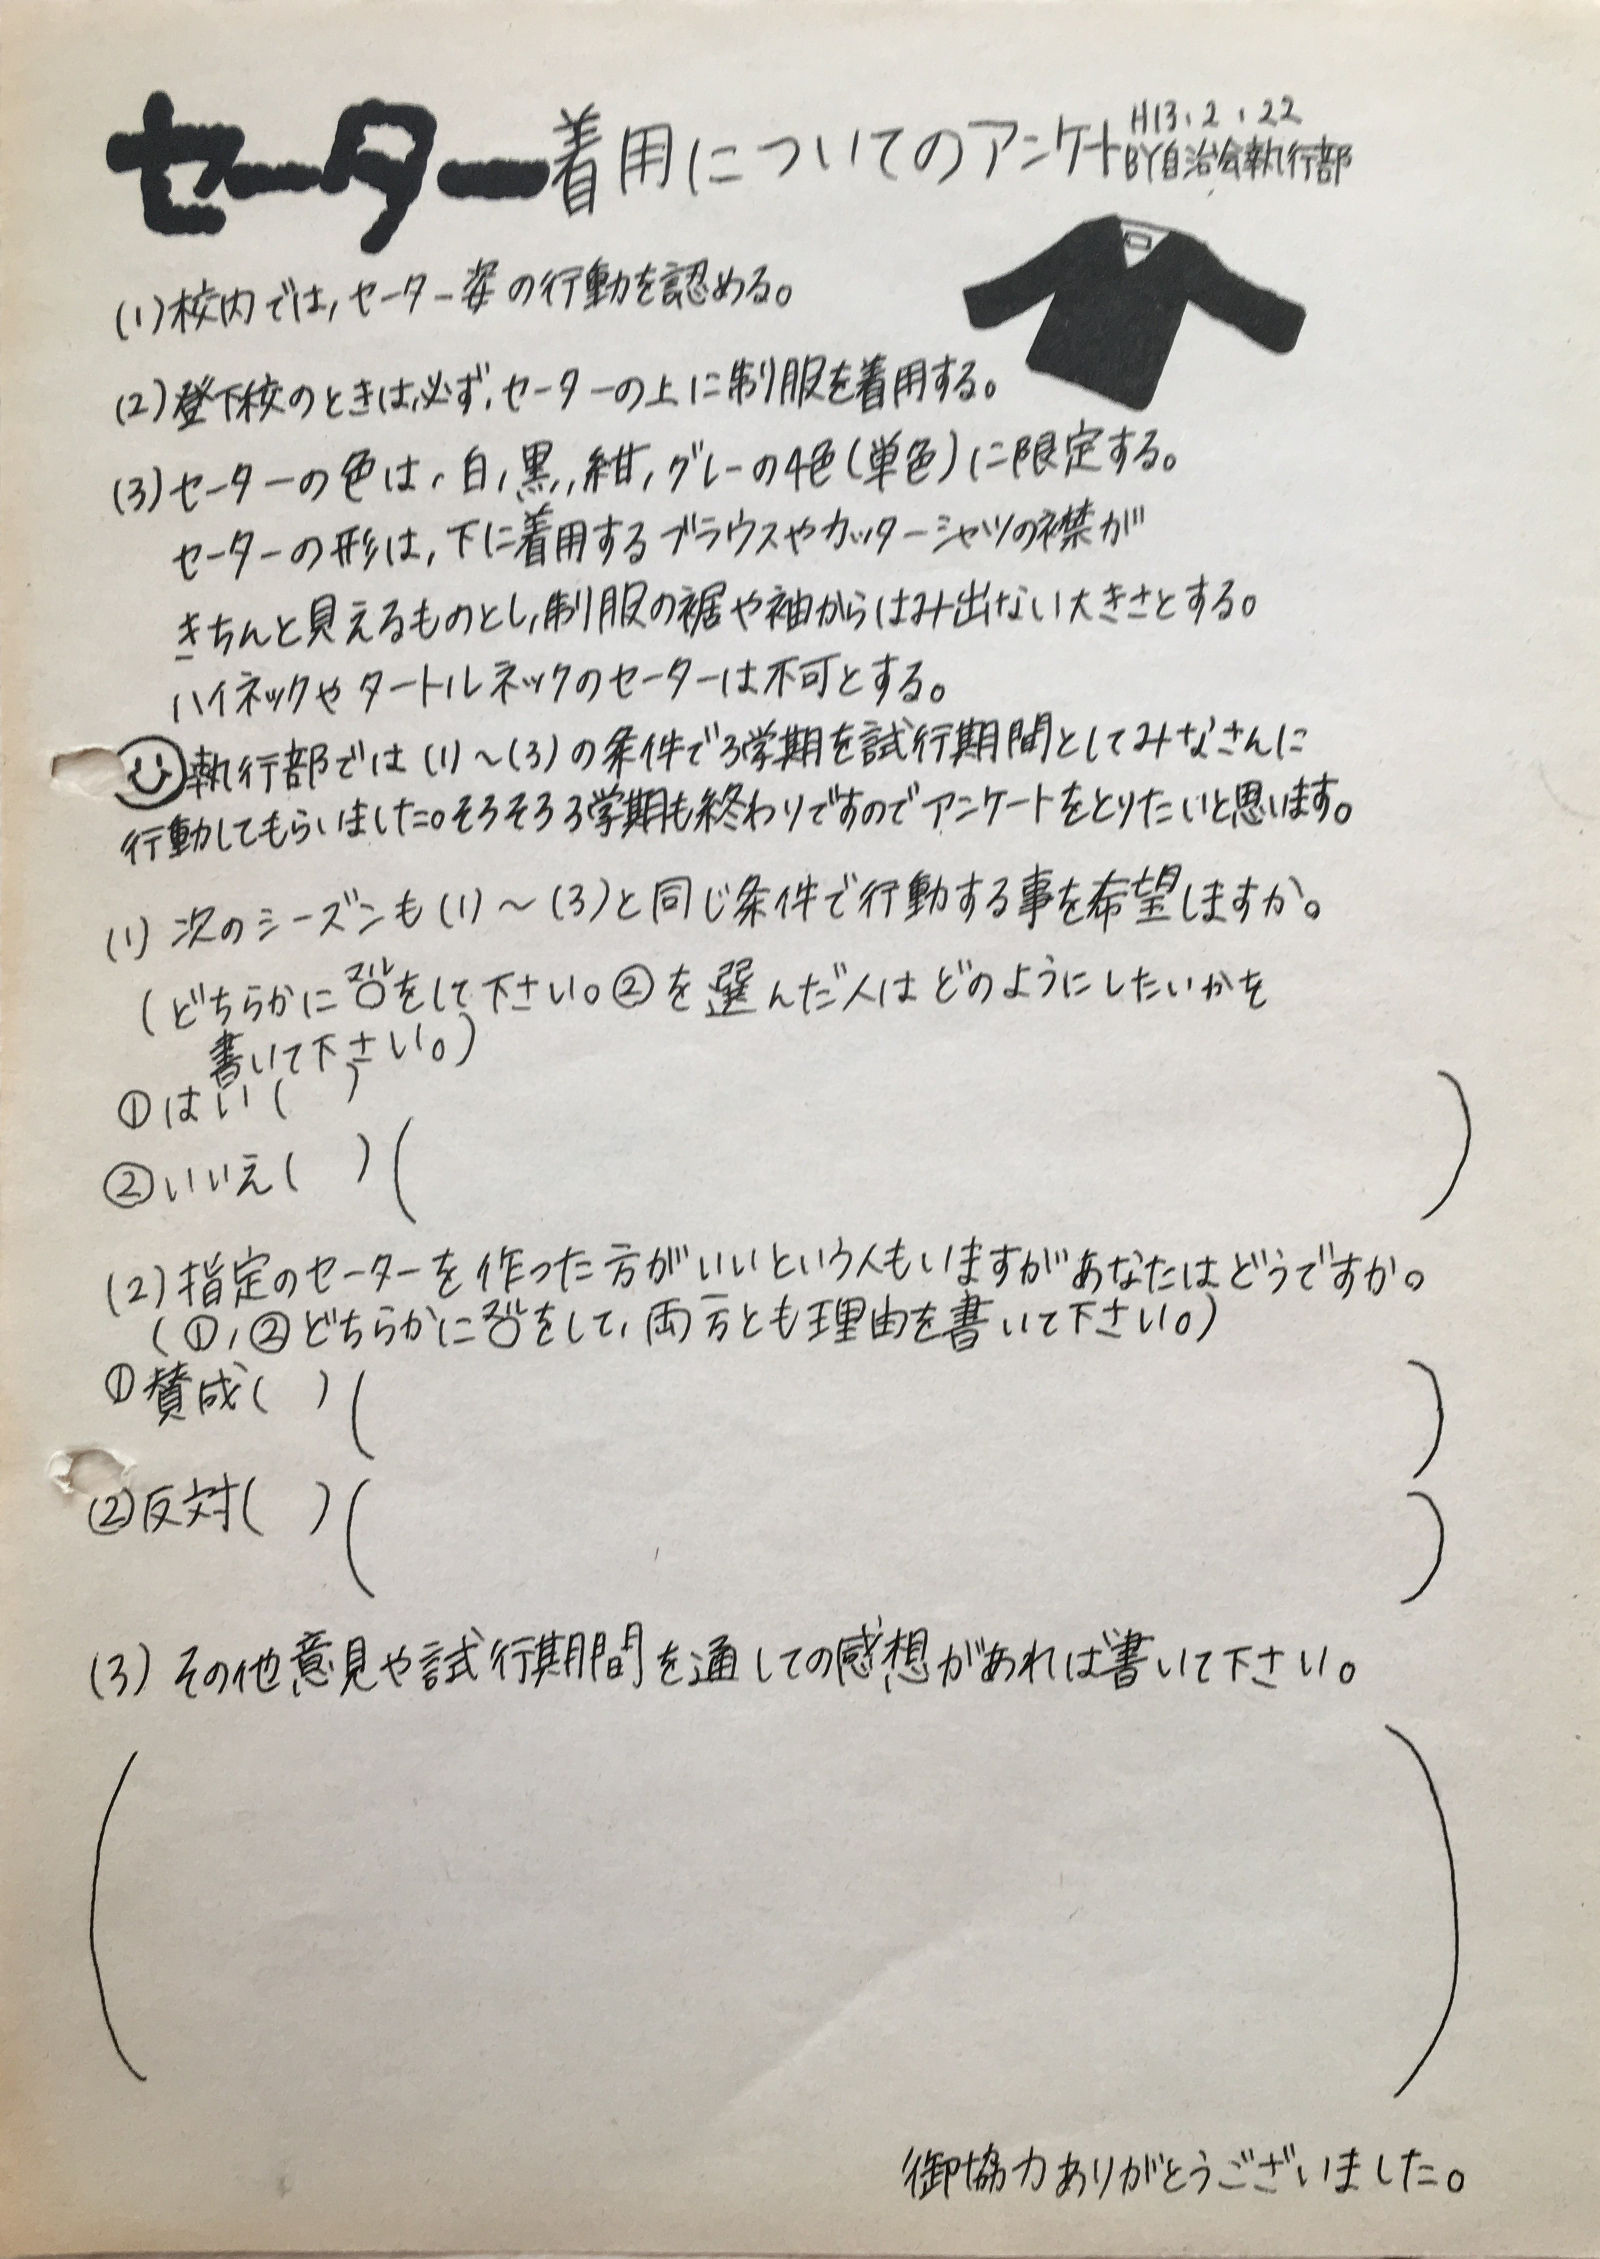 セーター着用についてのアンケート
H13.2.22
BY自治会執行部
(1)校内では,セーター姿の行動を認める。
(2)登下校のときは,必ず,セーターの上に制服を着用する。
(3)セーターの色は,白,黒,紺,グレーの4色(単色)に限定する。
セーターの形は,下に着用するブラウスやカッターシャツの襟が
きちんと見えるものとし,制服の裾や袖からはみ出ない大きさとする。
ハイネックやタートルネックのセーターは不可とする。
執行部では(1)~(3)の条件で3学期を試行期間としてみなさんに
行動してもらいました。そろそろ3学期も終わりですのでアンケートをとりたいと思います。
(1)次のシーズンも(1)~(3)と同じ条件で行動する事を希望しますか。
(どちらかに○をして下さい。②を選んだ人はどのようにしたいかを
書いて下さい。)
①はい( )
②いいえ( )( )
(2)指定のセーターを作った方がいいという人もいますがあなたはどうですか。
(①,②どちらかに○をして,両方とも理由を書いて下さい。)
①賛成( )( )
②反対( )( )
(3)その他意見や試行期間を通しての感想があれば書いて下さい。
( )
御協力ありがとうございました。